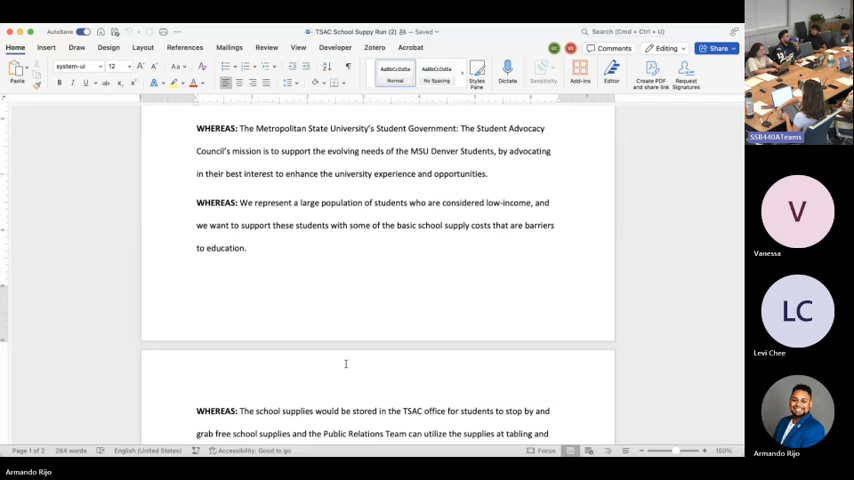 AutoSave
TSAC School Suppy Run (2)
Saved
Search (Cmd + Ctrl + U)
Home
Insert
Draw
Design
Layout
References
Mailings
Review
View
Developer
Zotero
Acrobat
Comments
Editing
Share
Paste
system-ui
12
AaBbCcDdEe
Normal
AaBbCcDdEe
No Spacing
Styles Pane
Dictate
Sensitivity
Add-ins
Editor
Create PDF and share link
Request Signatures
WHEREAS: The Metropolitan State University's Student Government: The Student Advocacy
Council's mission is to support the evolving needs of the MSU Denver Students, by advocating
in their best interest to enhance the university experience and opportunities.
WHEREAS: We represent a large population of students who are considered low-income, and
we want to support these students with some of the basic school supply costs that are barriers
to education.
WHEREAS: The school supplies would be stored in the TSAC office for students to stop by and
grab free school supplies and the Public Relations Team can utilize the supplies at tabling and
Page 1 of 2
284 words
English (United States)
Accessibility: Good to go
Focus
150%
Armando Rijo
SSB440ATeams
V
Vanessa
LC
Levi Chee
Armando Rijo